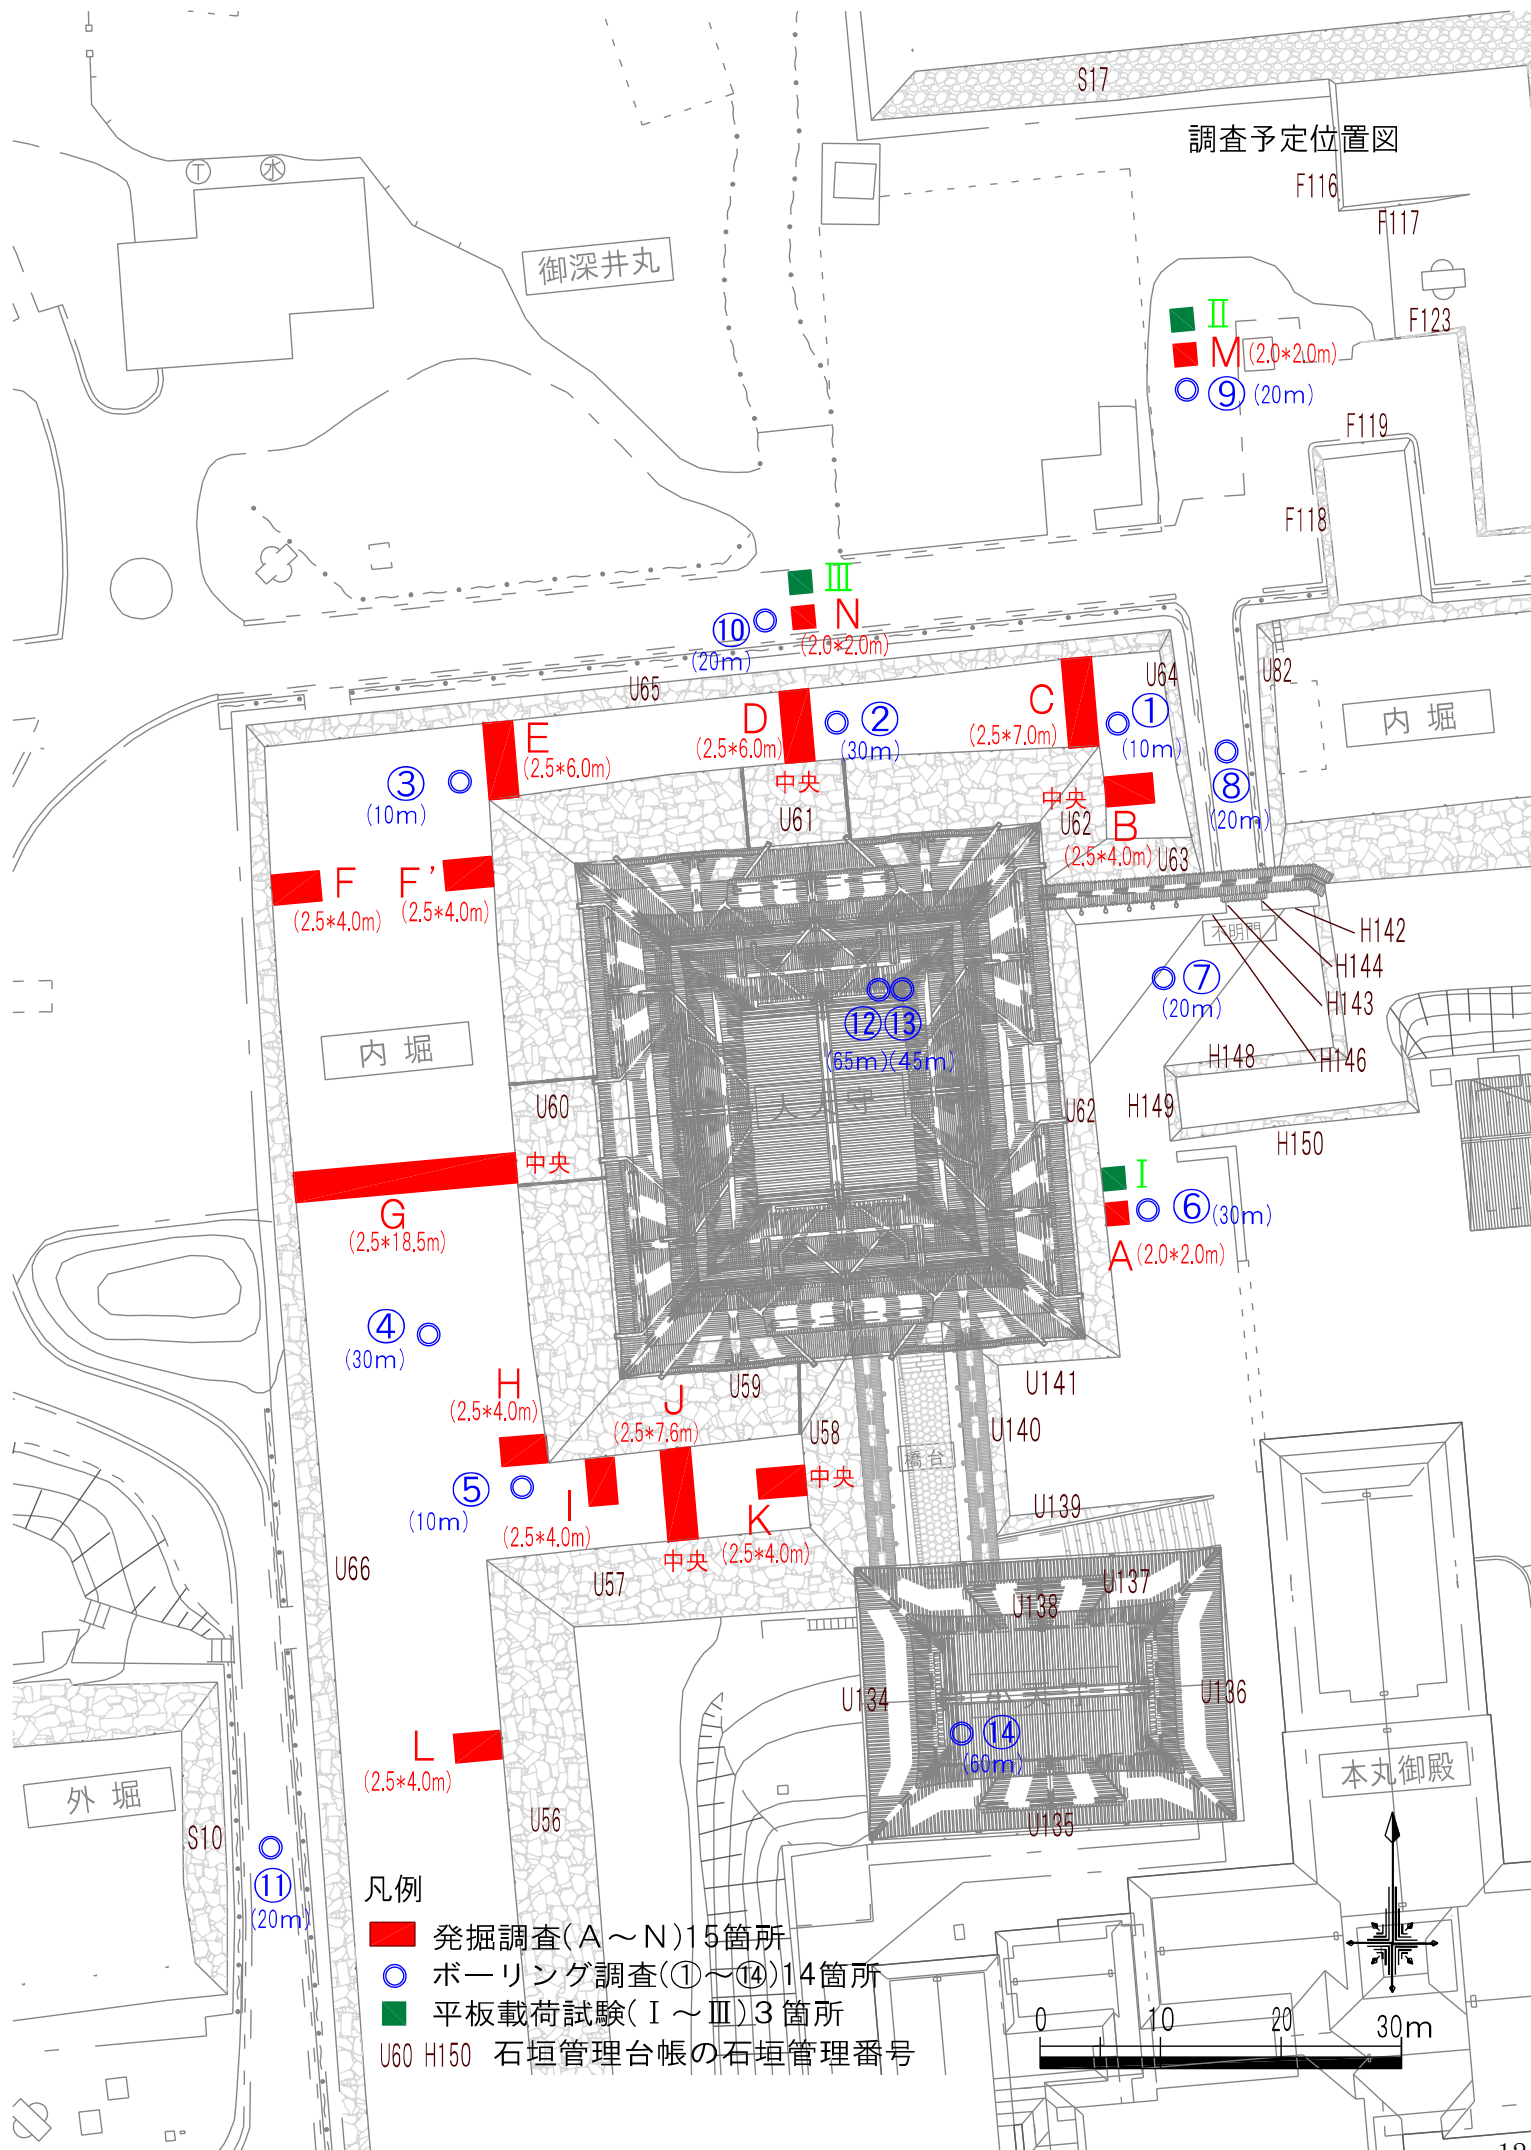 S17
調査予定位置図
F116
F117
T
水
御深井丸
F123
Ⅱ
M (2.0*2.0m)
⑨ (20m)
F119
F118
Ⅲ
N
(2.0*2.0m)
⑩
(20m)
U65
U64
U82
内堀
C
(2.5*7.0m)
①
(10m)
D
(2.5*6.0m)
②
(30m)
E
(2.5*6.0m)
③
(10m)
中央
U61
中央
U62
B
(2.5*4.0m)
U63
⑧
(20m)
F
(2.5*4.0m)
F'
(2.5*4.0m)
不明門
H142
H144
H143
H146
⑦
(20m)
⑫⑬
(65m)(45m)
内堀
H148
H149
H150
U60
U62
中央
G
(2.5*18.5m)
Ⅰ
⑥(30m)
A (2.0*2.0m)
④
(30m)
H
(2.5*4.0m)
J
(2.5*7.6m)
U59
U58
U141
U140
橋台
U139
⑤
(10m)
I
(2.5*4.0m)
中央
K
(2.5*4.0m)
中央
U66
U57
U137
U138
U134
U136
⑭
(60m)
U135
L
(2.5*4.0m)
U56
本丸御殿
外堀
S10
⑪
(20m)
凡例
発掘調査(A～N)15箇所
ボーリング調査(①～⑭)14箇所
平板載荷試験(Ⅰ～Ⅲ)3箇所
U60 H150 石垣管理台帳の石垣管理番号
0 10 20 30m